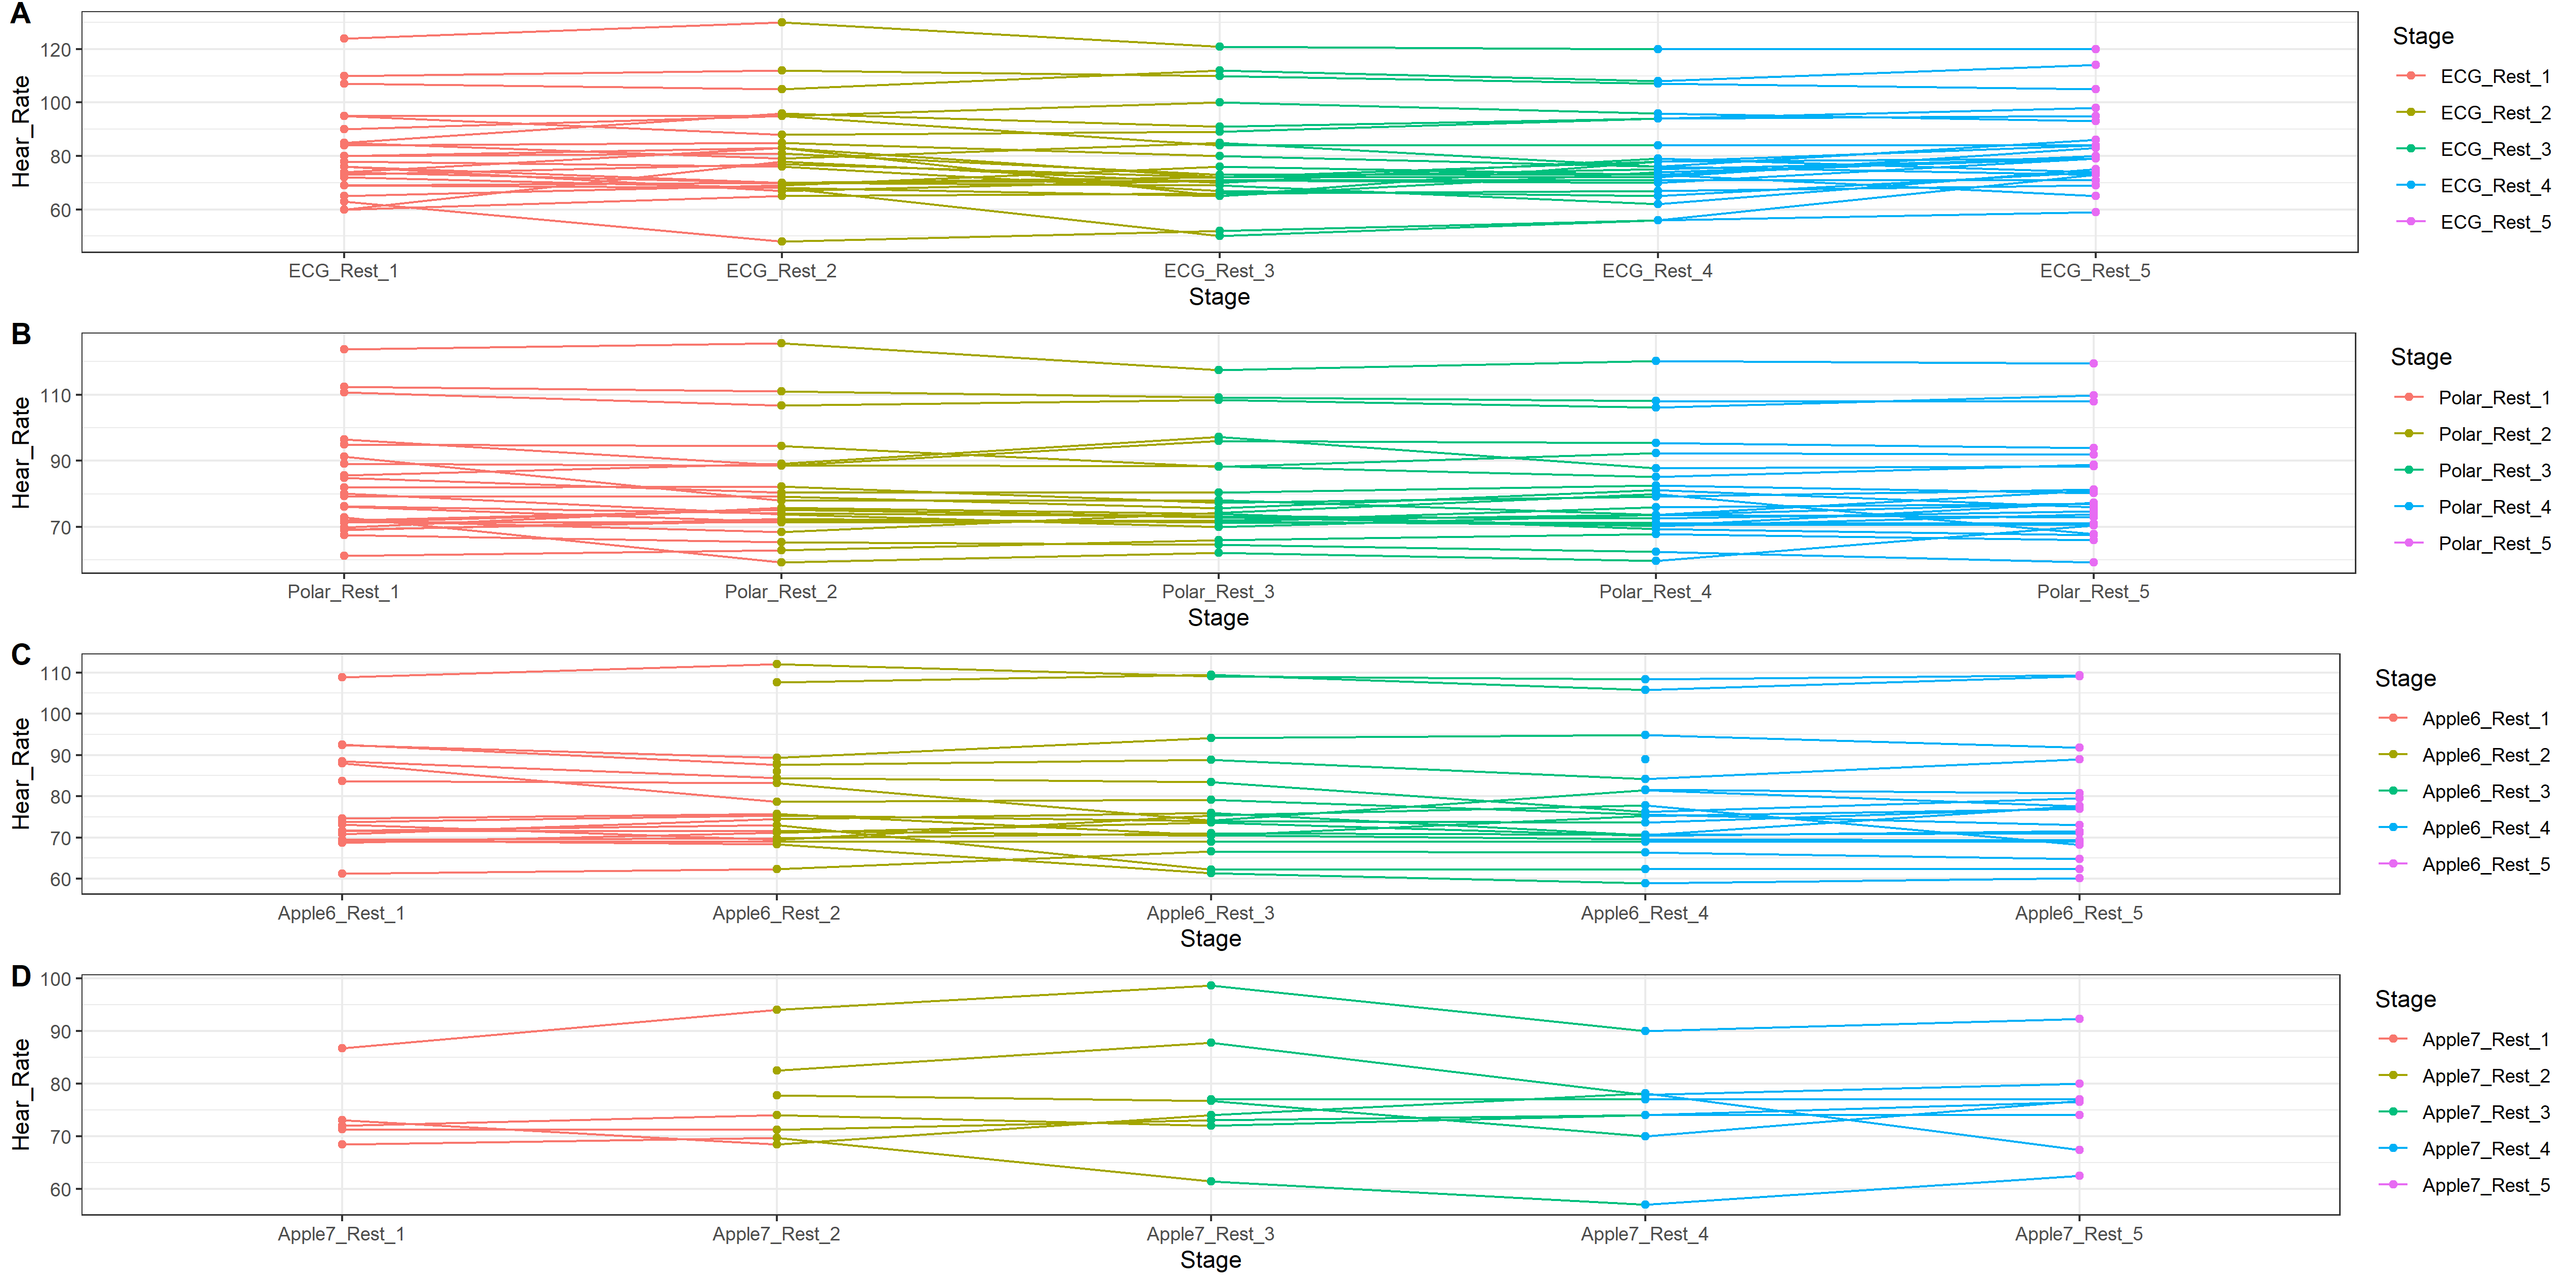 A
Hear_Rate
120
100
80
60
ECG_Rest_1 ECG_Rest_2 ECG_Rest_3 ECG_Rest_4 ECG_Rest_5
Stage
Stage
ECG_Rest_1
ECG_Rest_2
ECG_Rest_3
ECG_Rest_4
ECG_Rest_5
B
Hear_Rate
110
90
70
Polar_Rest_1 Polar_Rest_2 Polar_Rest_3 Polar_Rest_4 Polar_Rest_5
Stage
Stage
Polar_Rest_1
Polar_Rest_2
Polar_Rest_3
Polar_Rest_4
Polar_Rest_5
C
Hear_Rate
110
100
90
80
70
60
Apple6_Rest_1 Apple6_Rest_2 Apple6_Rest_3 Apple6_Rest_4 Apple6_Rest_5
Stage
Stage
Apple6_Rest_1
Apple6_Rest_2
Apple6_Rest_3
Apple6_Rest_4
Apple6_Rest_5
D
Hear_Rate
100
90
80
70
60
Apple7_Rest_1 Apple7_Rest_2 Apple7_Rest_3 Apple7_Rest_4 Apple7_Rest_5
Stage
Stage
Apple7_Rest_1
Apple7_Rest_2
Apple7_Rest_3
Apple7_Rest_4
Apple7_Rest_5